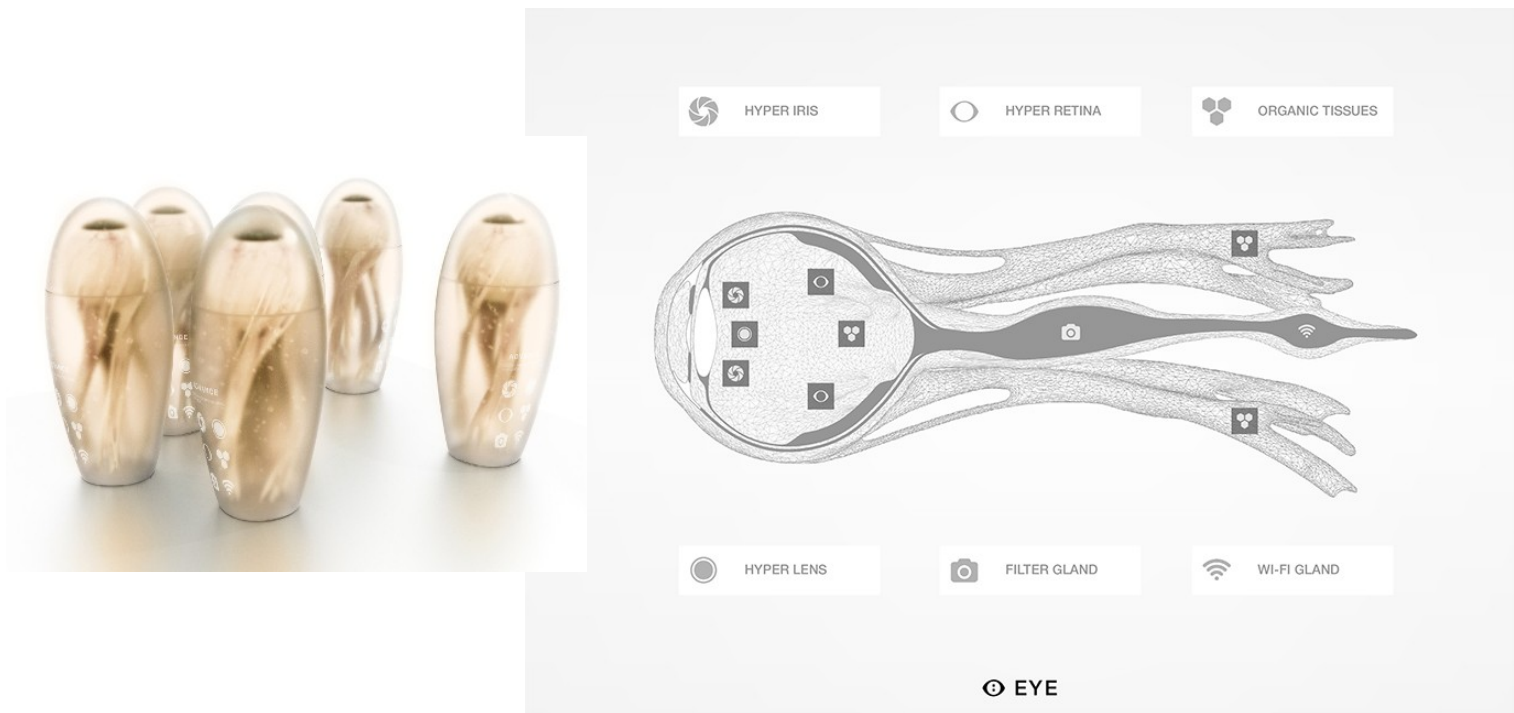 HYPER IRIS
HYPER RETINA
ORGANIC TISSUES
HYPER LENS
FILTER GLAND
WI-FI GLAND
EYE